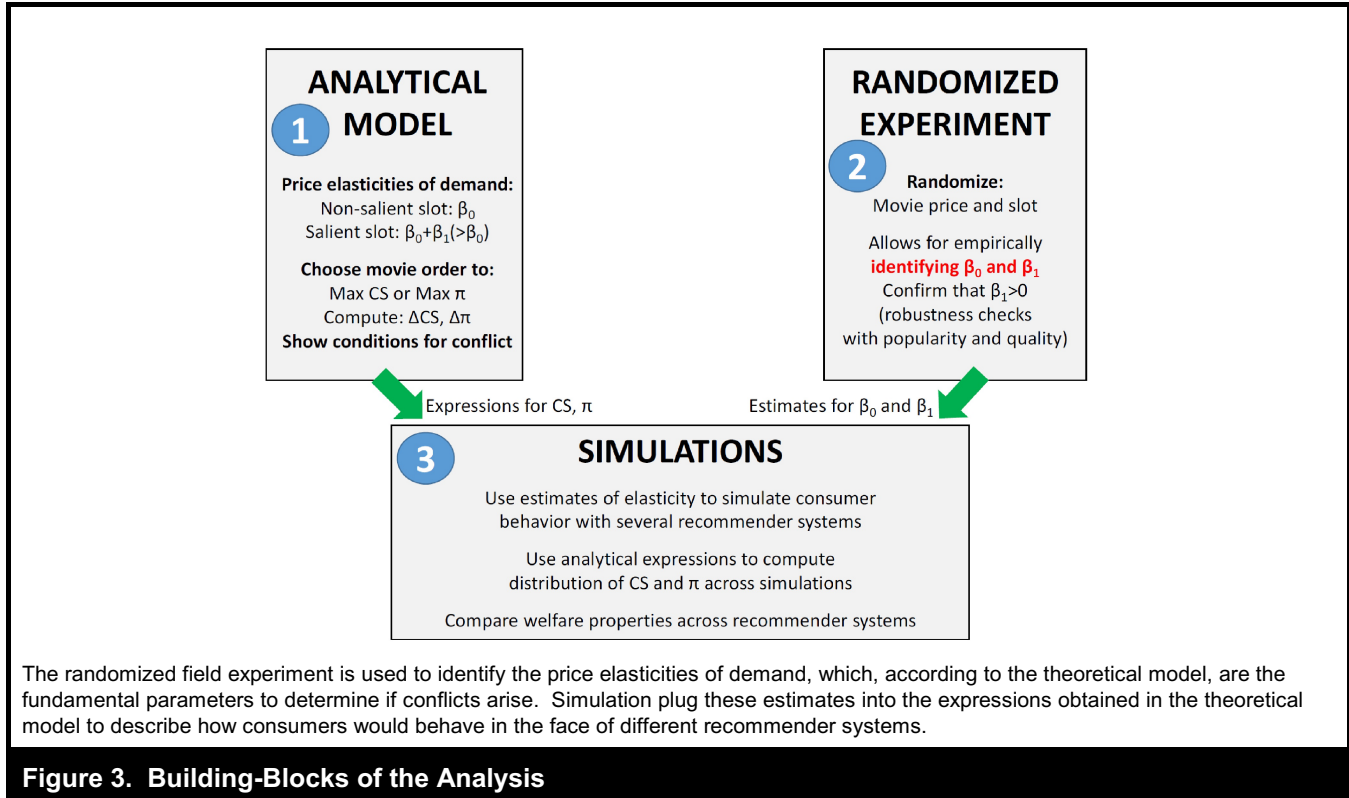 ANALYTICAL
MODEL
1
Price elasticities of demand:
Non-salient slot: β₀
Salient slot: β₀+β₁(>β₀)
Choose movie order to:
Max CS or Max π
Compute: ΔCS, Δπ
Show conditions for conflict
RANDOMIZED
EXPERIMENT
2
Randomize:
Movie price and slot
Allows for empirically
identifying β₀ and β₁
Confirm that β₁>0
(robustness checks
with popularity and quality)
Expressions for CS, π
Estimates for β₀ and β₁
3
SIMULATIONS
Use estimates of elasticity to simulate consumer
behavior with several recommender systems
Use analytical expressions to compute
distribution of CS and π across simulations
Compare welfare properties across recommender systems
The randomized field experiment is used to identify the price elasticities of demand, which, according to the theoretical model, are the
fundamental parameters to determine if conflicts arise. Simulation plug these estimates into the expressions obtained in the theoretical
model to describe how consumers would behave in the face of different recommender systems.
Figure 3. Building-Blocks of the Analysis